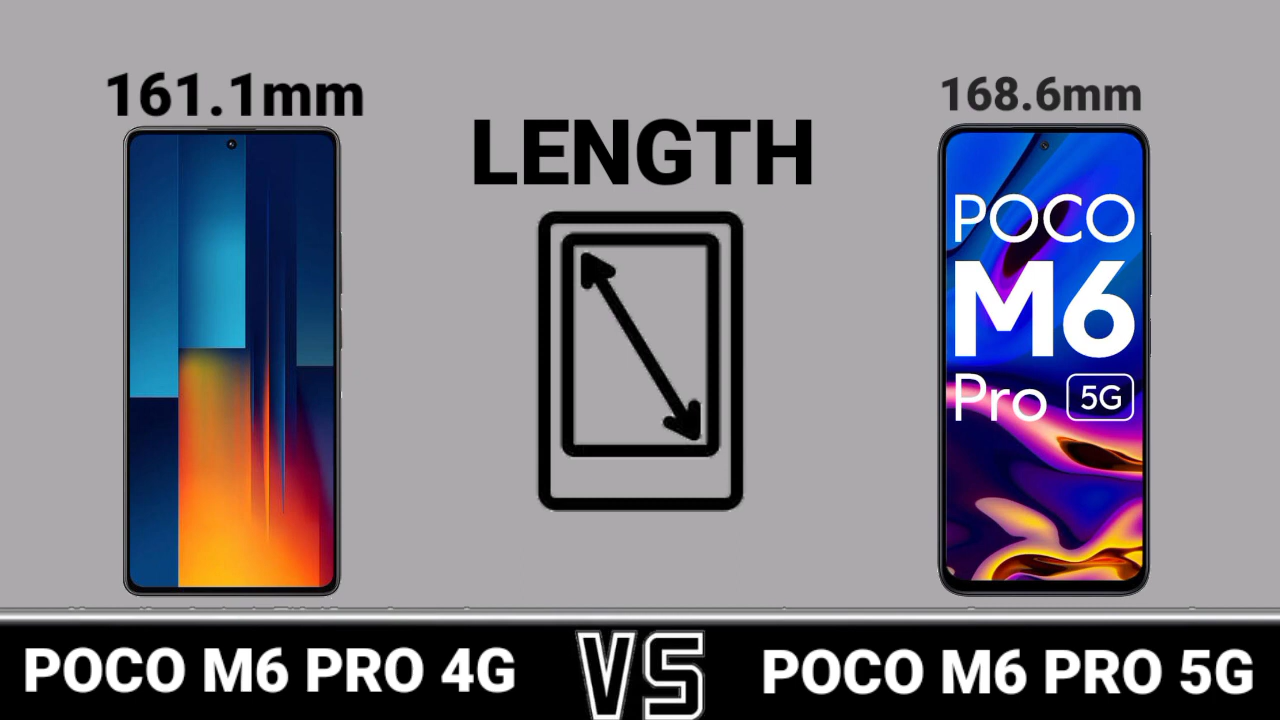 161.1mm
LENGTH
168.6mm
POCO
M6
Pro 5G
POCO M6 PRO 4G
VS
POCO M6 PRO 5G